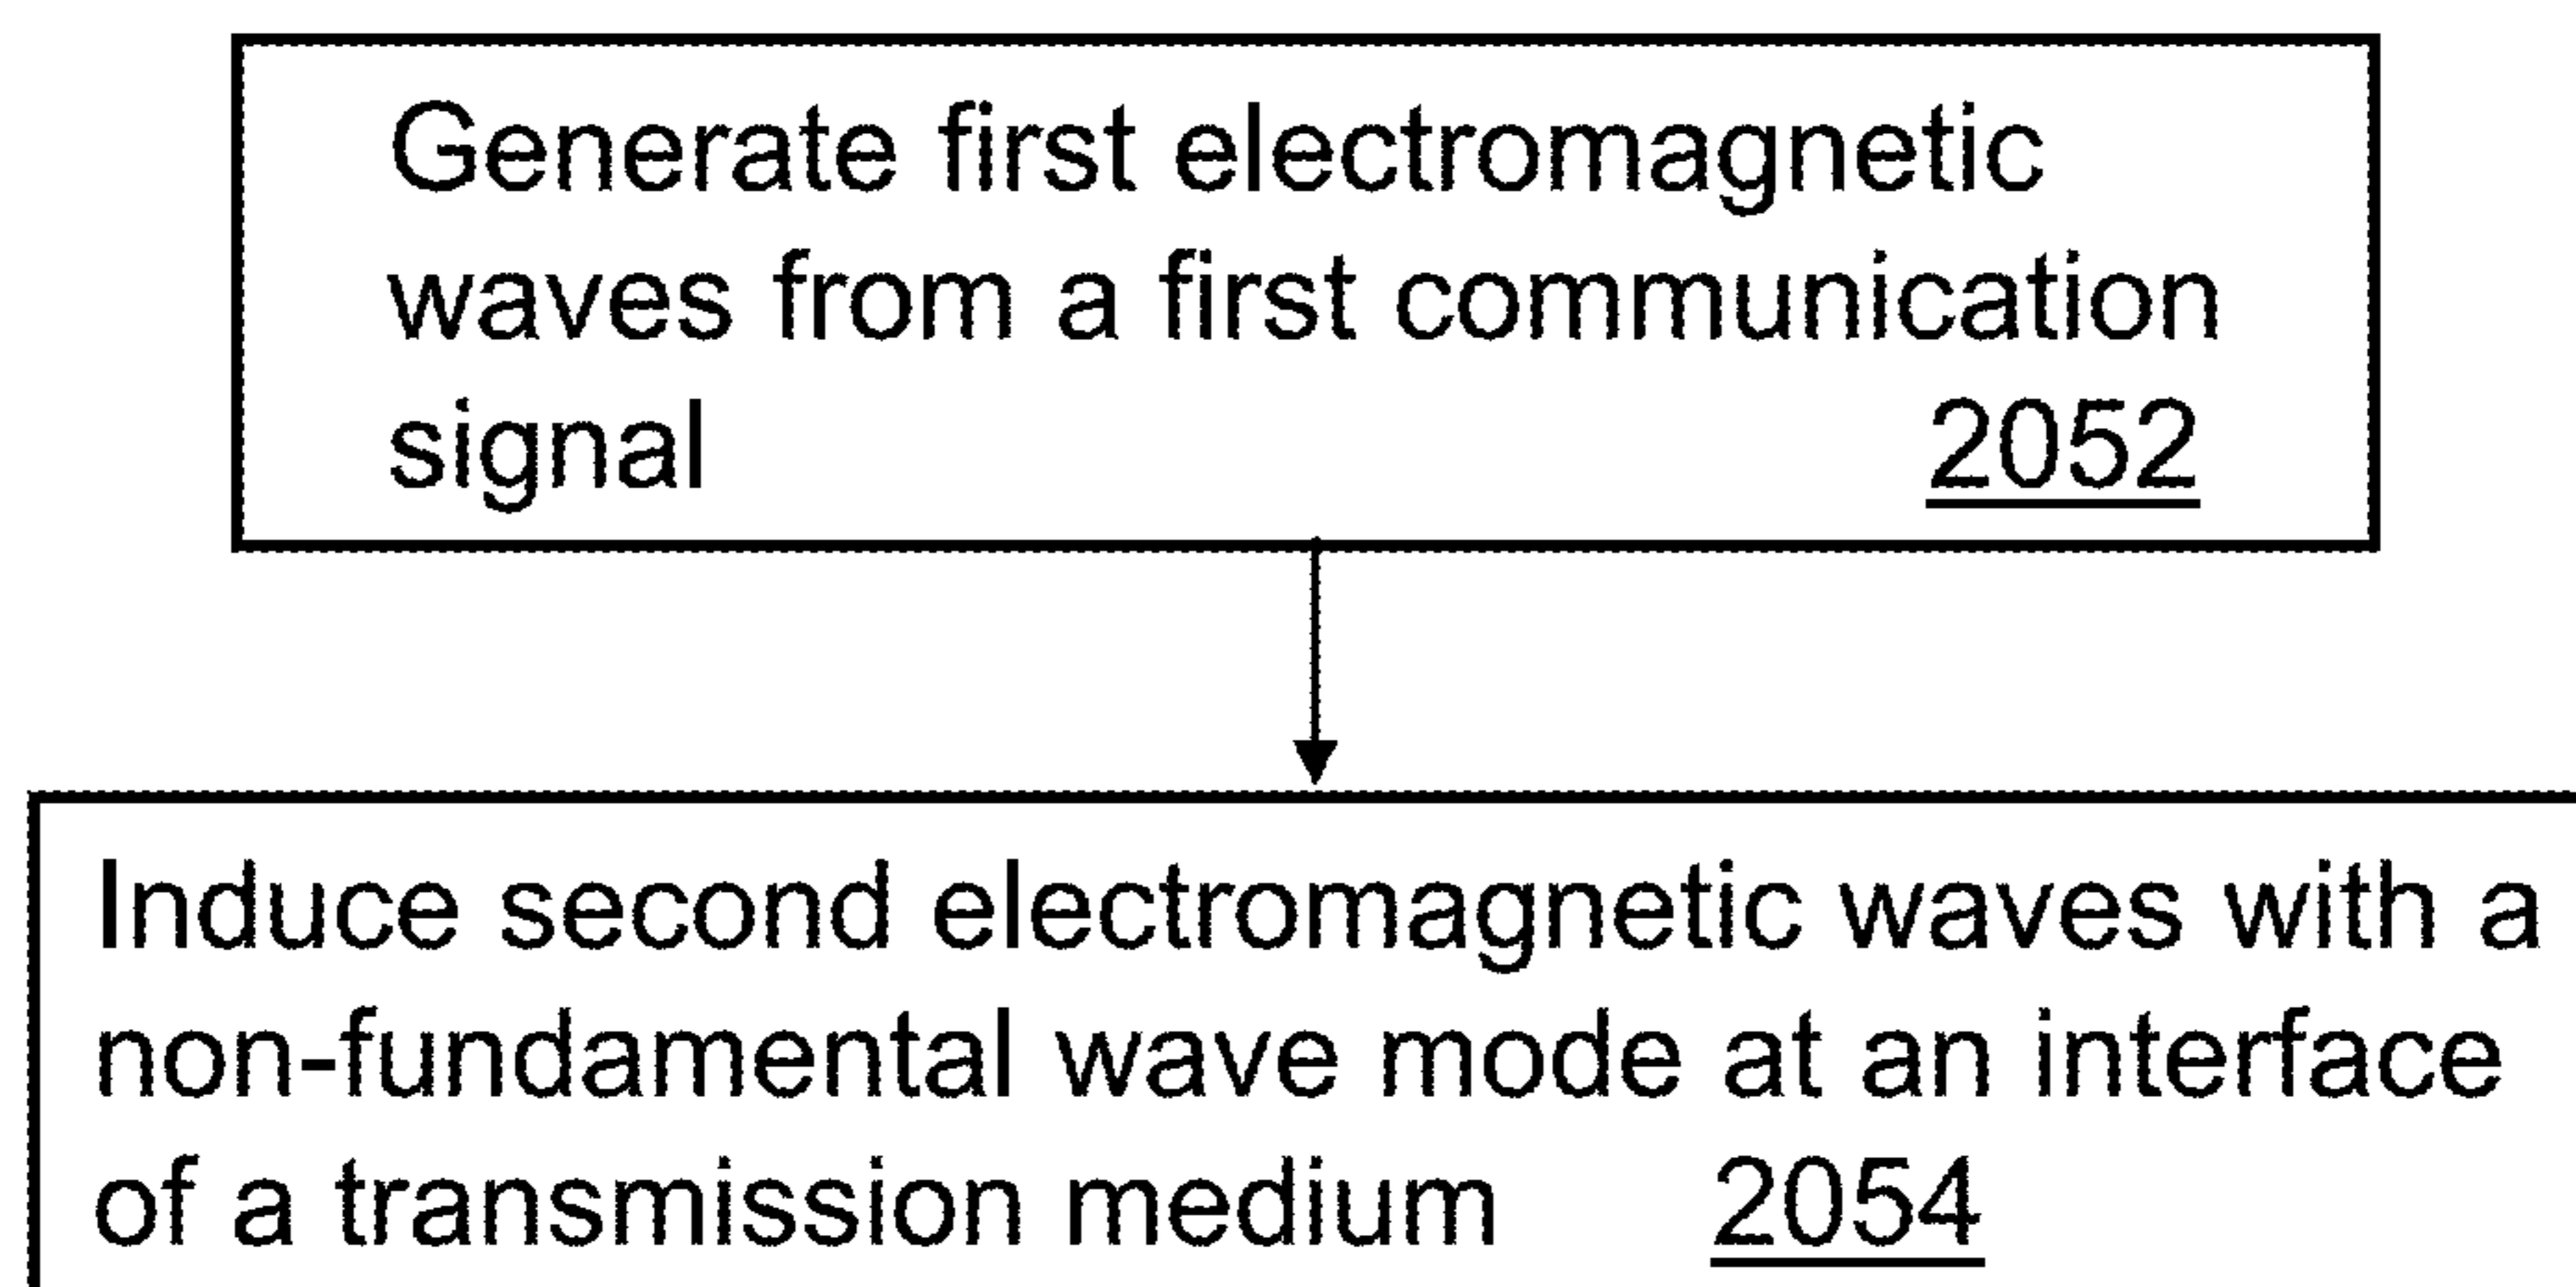 Generate first electromagnetic
waves from a first communication
signal 2052
Induce second electromagnetic waves with a
non-fundamental wave mode at an interface
of a transmission medium 2054